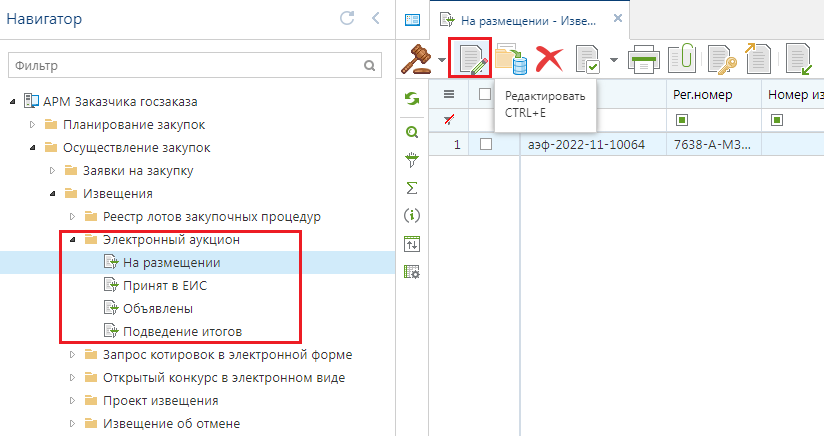 Навигатор
Фильтр
АРМ Заказчика госзаказа
Планирование закупок
Осуществление закупок
Заявки на закупку
Извещения
Реестр лотов закупочных процедур
Электронный аукцион
На размещении
Принят в ЕИС
Объявлены
Подведение итогов
Запрос котировок в электронной форме
Открытый конкурс в электронном виде
Проект извещения
Извещение об отмене
На размещении - Изве...
Редактировать
CTRL+E
Рег.номер Номер из
1 аэф-2022-11-10064 7638-А-МЗ...